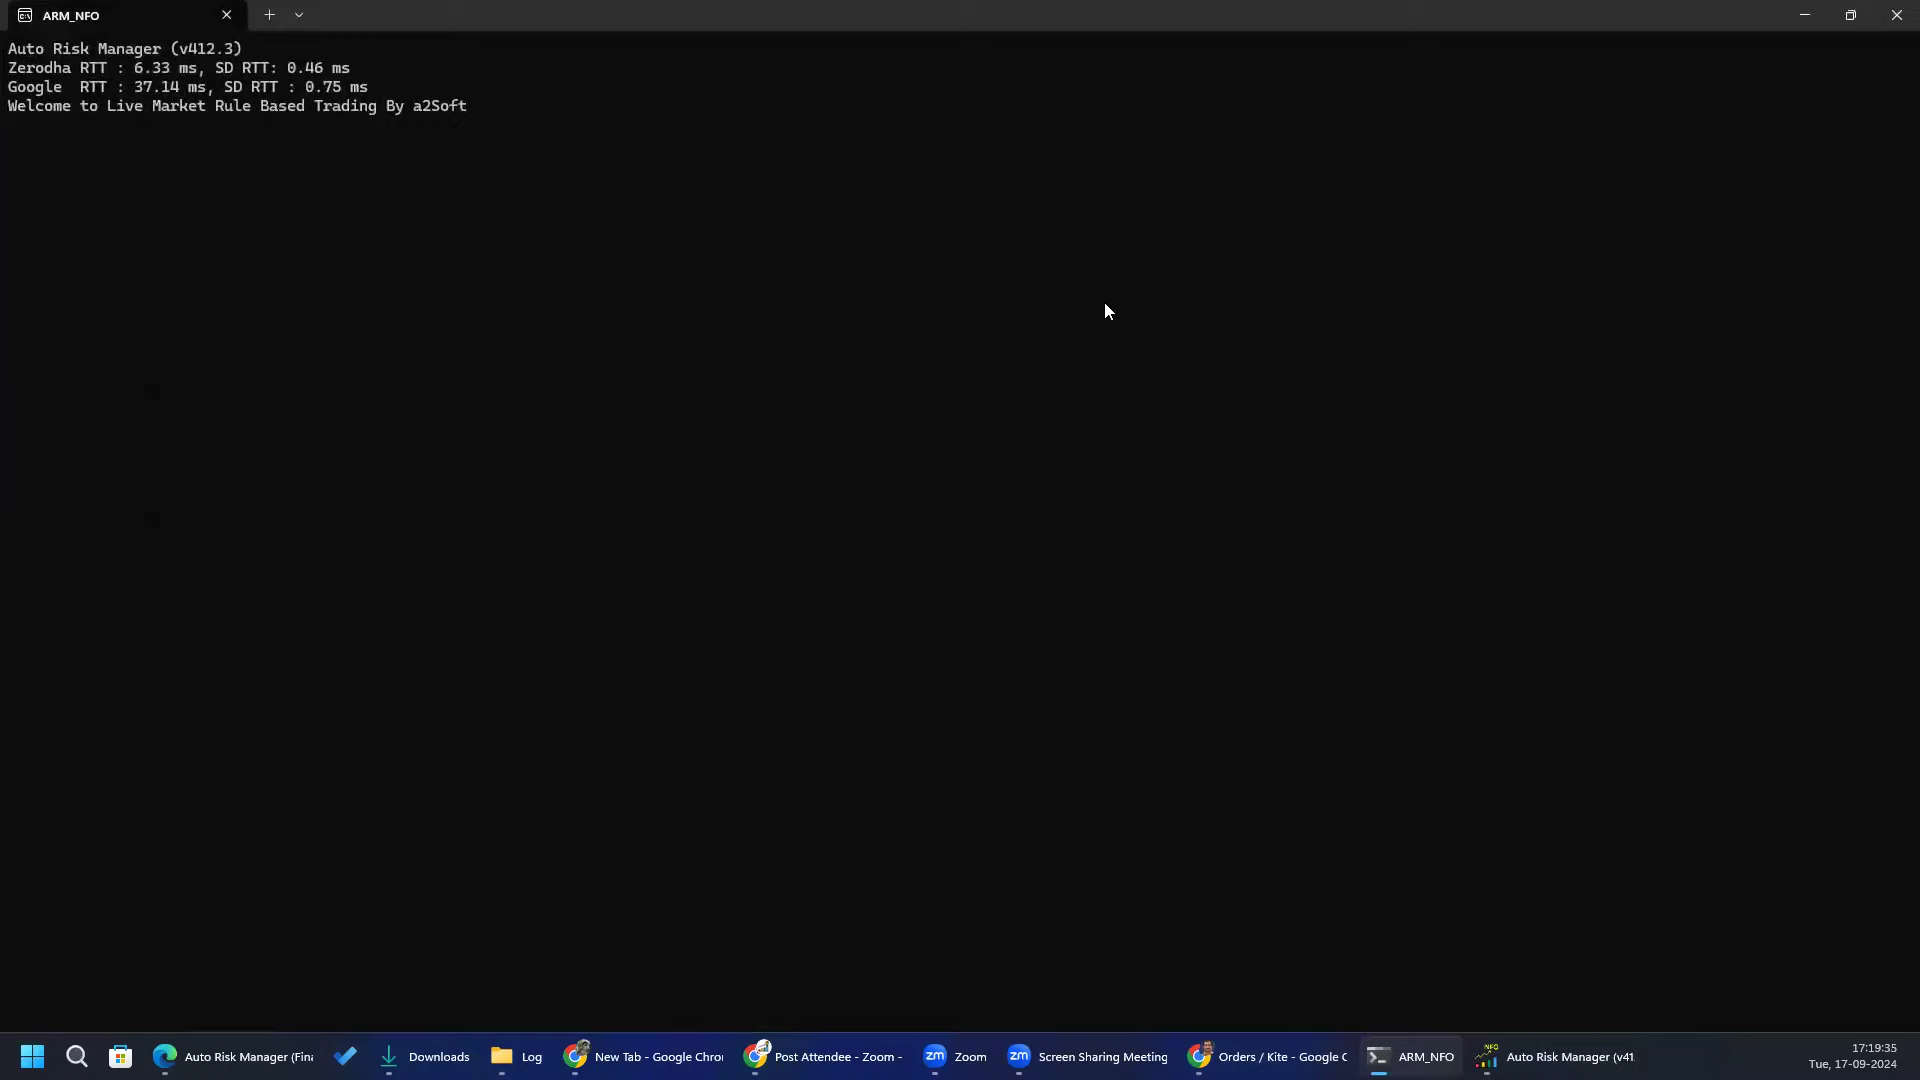 ARM_NFO
Auto Risk Manager (v412.3)
Zerodha RTT : 6.33 ms, SD RTT: 0.46 ms
Google  RTT : 37.14 ms, SD RTT : 0.75 ms
Welcome to Live Market Rule Based Trading By a2Soft
Auto Risk Manager (Fin
Downloads
Log
New Tab - Google Chro
Post Attendee - Zoom -
zm
Zoom
zm
Screen Sharing Meeting
Orders / Kite - Google C
ARM_NFO
NFO
Auto Risk Manager (v41
17:19:35
Tue, 17-09-2024